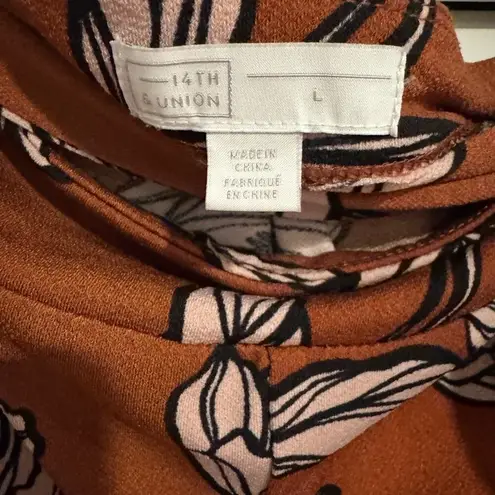 14TH
& UNION
L
MADE IN
CHINA
FABRIQUÉ
EN CHINE